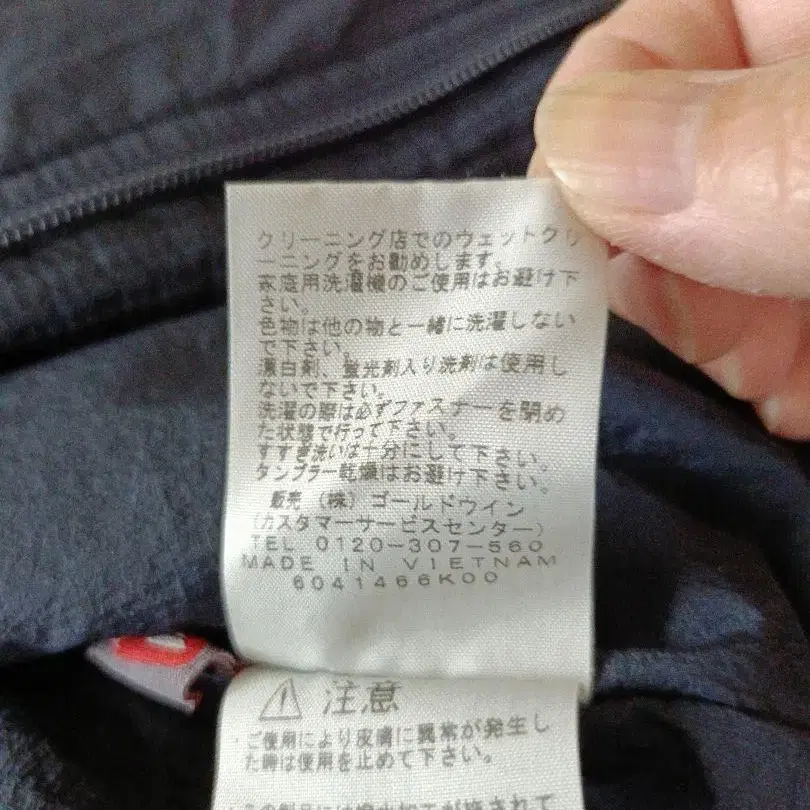 クリーニング店でのウェットクリ
ーニングをお勧めします。
家庭用洗濯機のご使用はお避け下
さい。
色物は他の物と一緒に洗濯しない
で下さい。
漂白剤、蛍光剤入り洗剤は使用し
ないで下さい。
洗濯の際は必ずファスナーを閉め
た状態で行って下さい。
すすぎ洗いは十分にして下さい。
タンブラー乾燥はお避け下さい。
販売 (株) ゴールドウイン
(カスタマーサービスセンター)
TEL 0120-307-560
MADE IN VIETNAM
6041466K00
注意
・ご使用により皮膚に異常が発生し
た時は使用を止めて下さい。